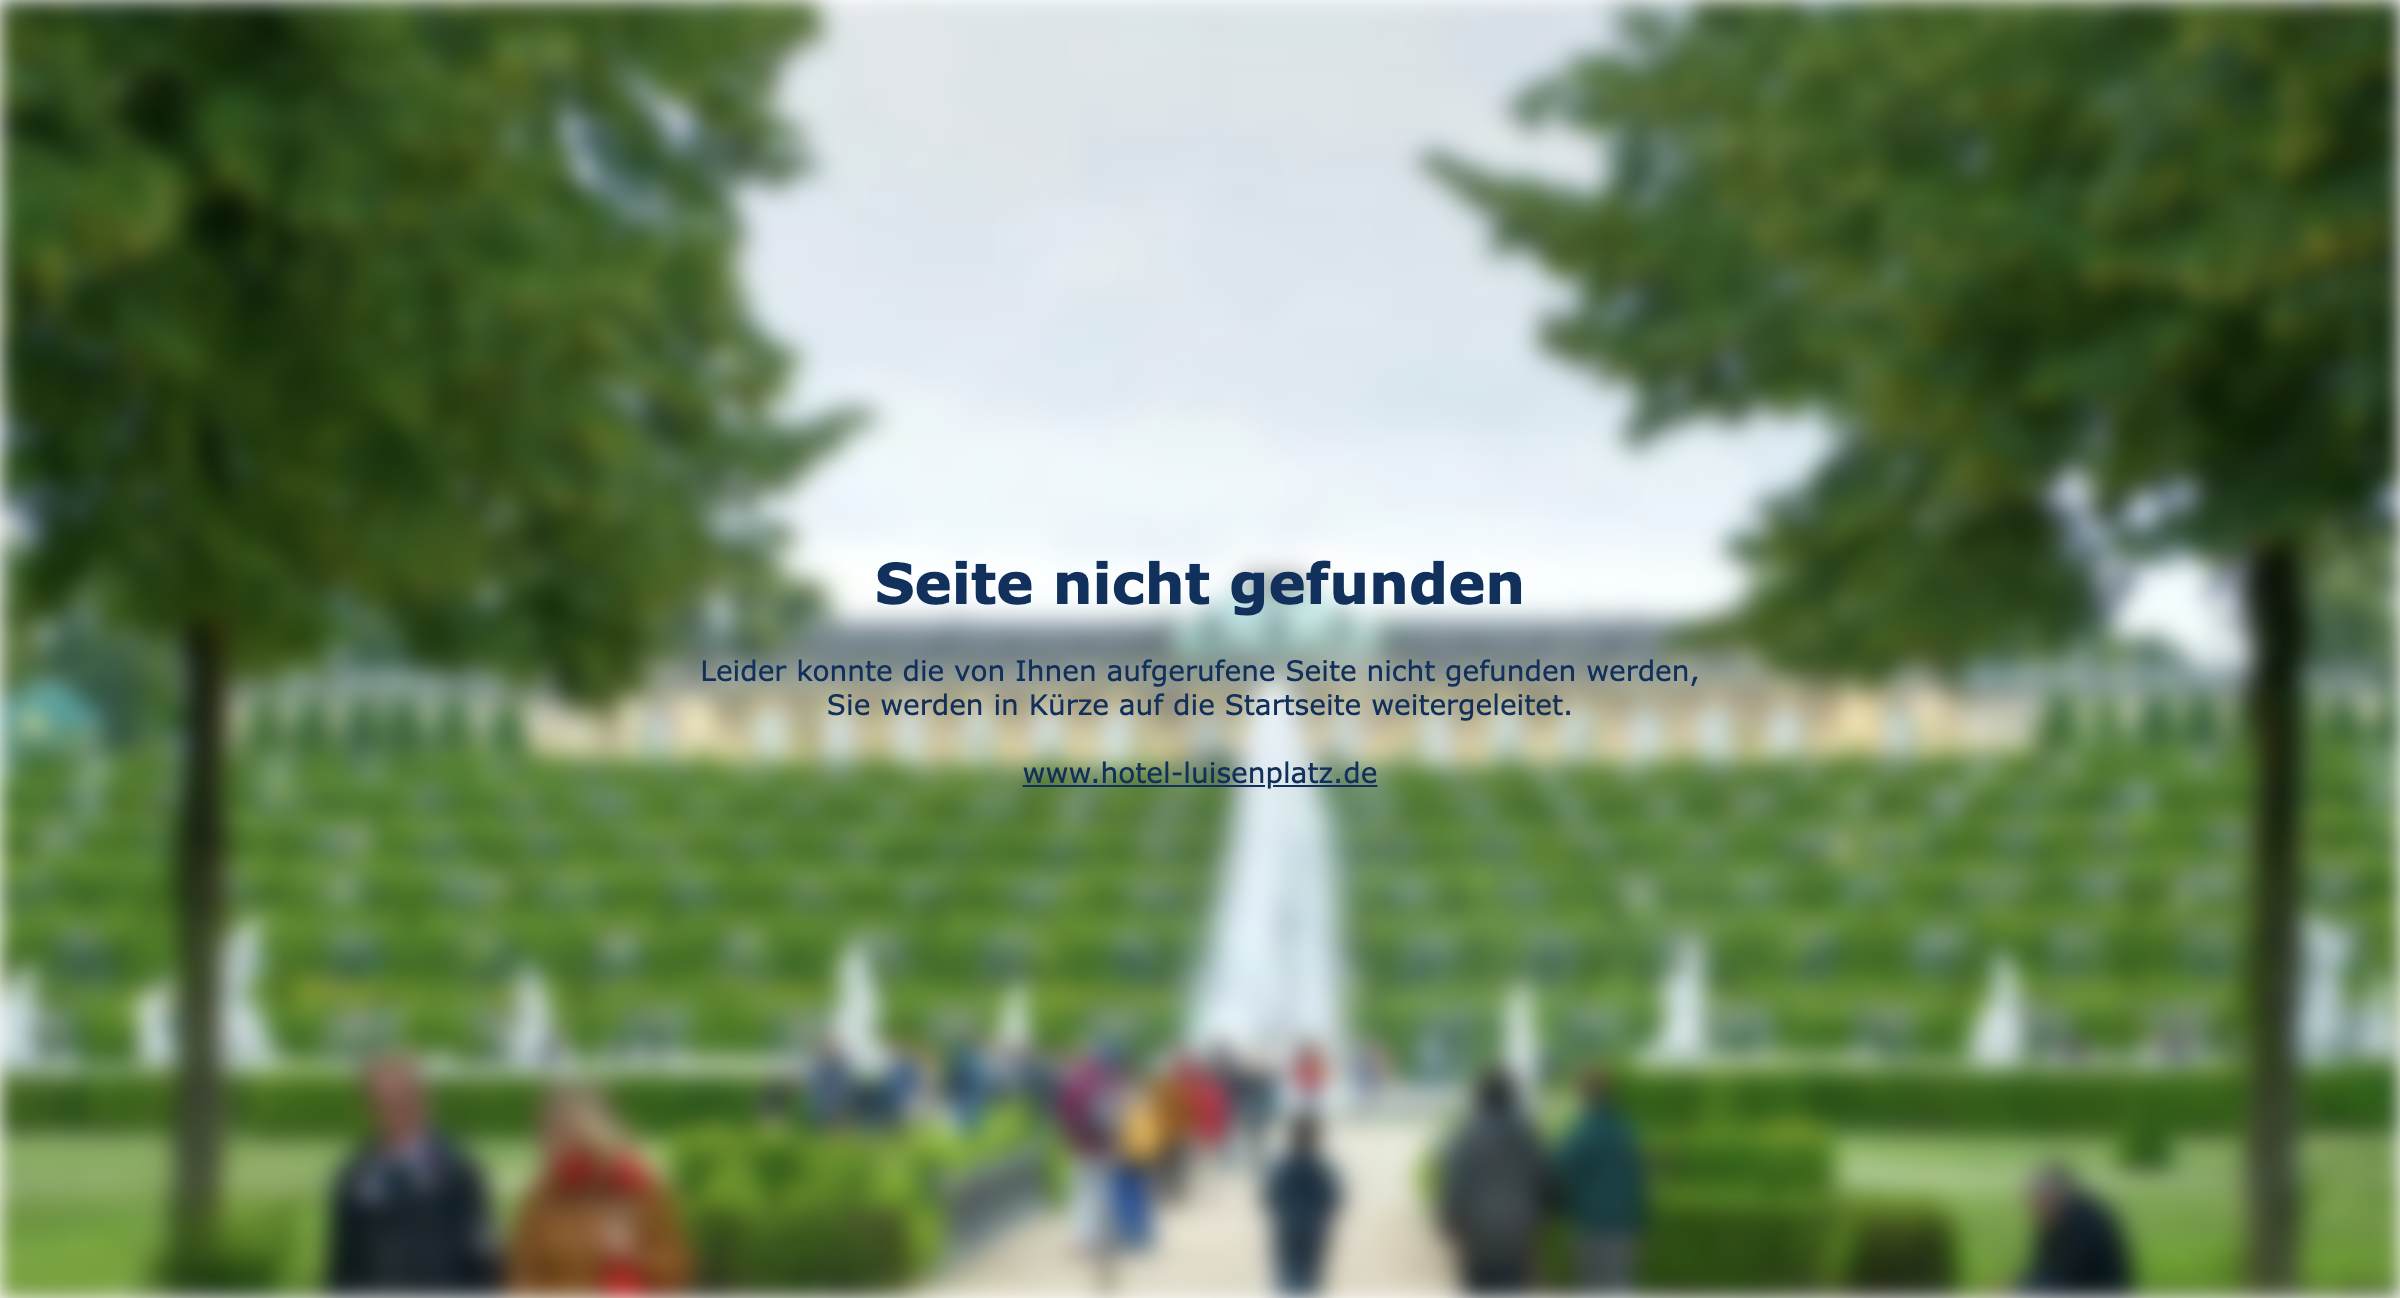 Seite nicht gefunden
Leider konnte die von Ihnen aufgerufene Seite nicht gefunden werden,
Sie werden in Kürze auf die Startseite weitergeleitet.
www.hotel-luisenplatz.de